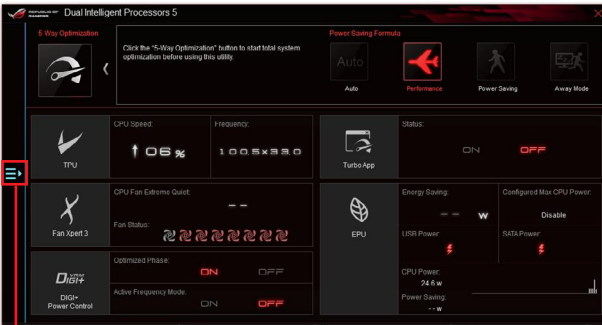 REPUBLIC OF
GAMERS
Dual Intelligent Processors 5
5-Way Optimization
Click the "5-Way Optimization" button to start total system
optimization before using this utility.
Power Saving Formula
Auto
Auto
Performance
Power Saving
Away Mode
TPU
CPU Speed:
↑ 06 %
Frequency:
100.5x33.0
Turbo App
Status:
ON OFF
Fan Xpert 3
CPU Fan Extreme Quiet:
--
Fan Status:
EPU
Energy Saving:
-- W
Configured Max CPU Power:
Disable
USB Power:
SATA Power:
CPU Power:
24.6 w
Power Saving:
-- w
DIGI+ VRM
DIGI+
Power Control
Optimized Phase:
ON OFF
Active Frequency Mode:
ON OFF